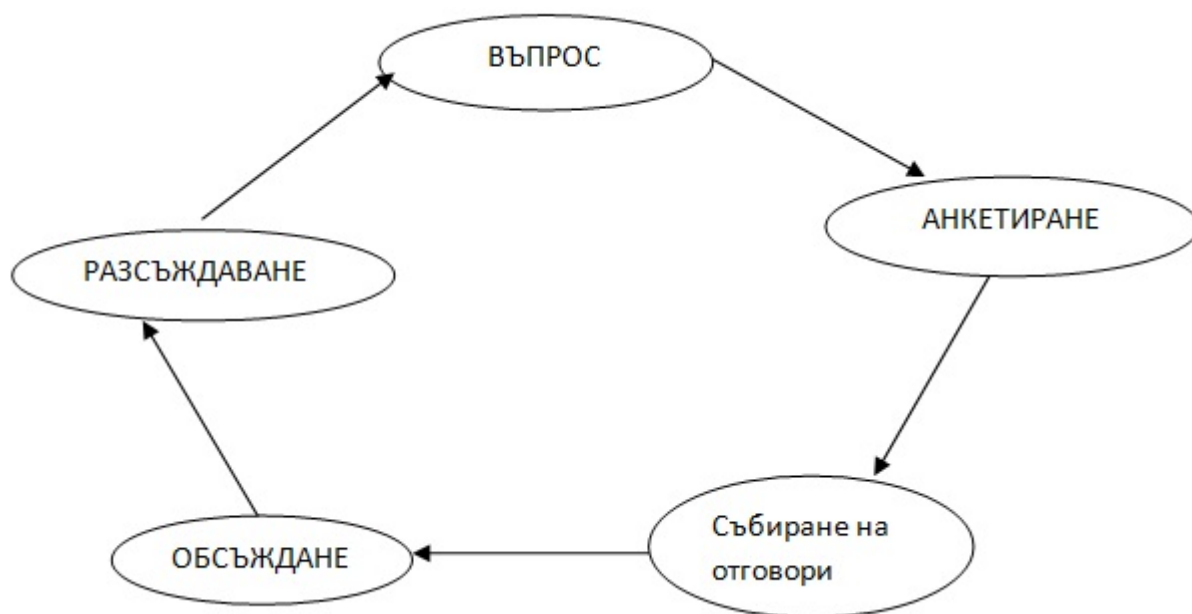 ВЪПРОС
АНКЕТИРАНЕ
Събиране на
отговори
ОБСЪЖДАНЕ
РАЗСЪЖДАВАНЕ